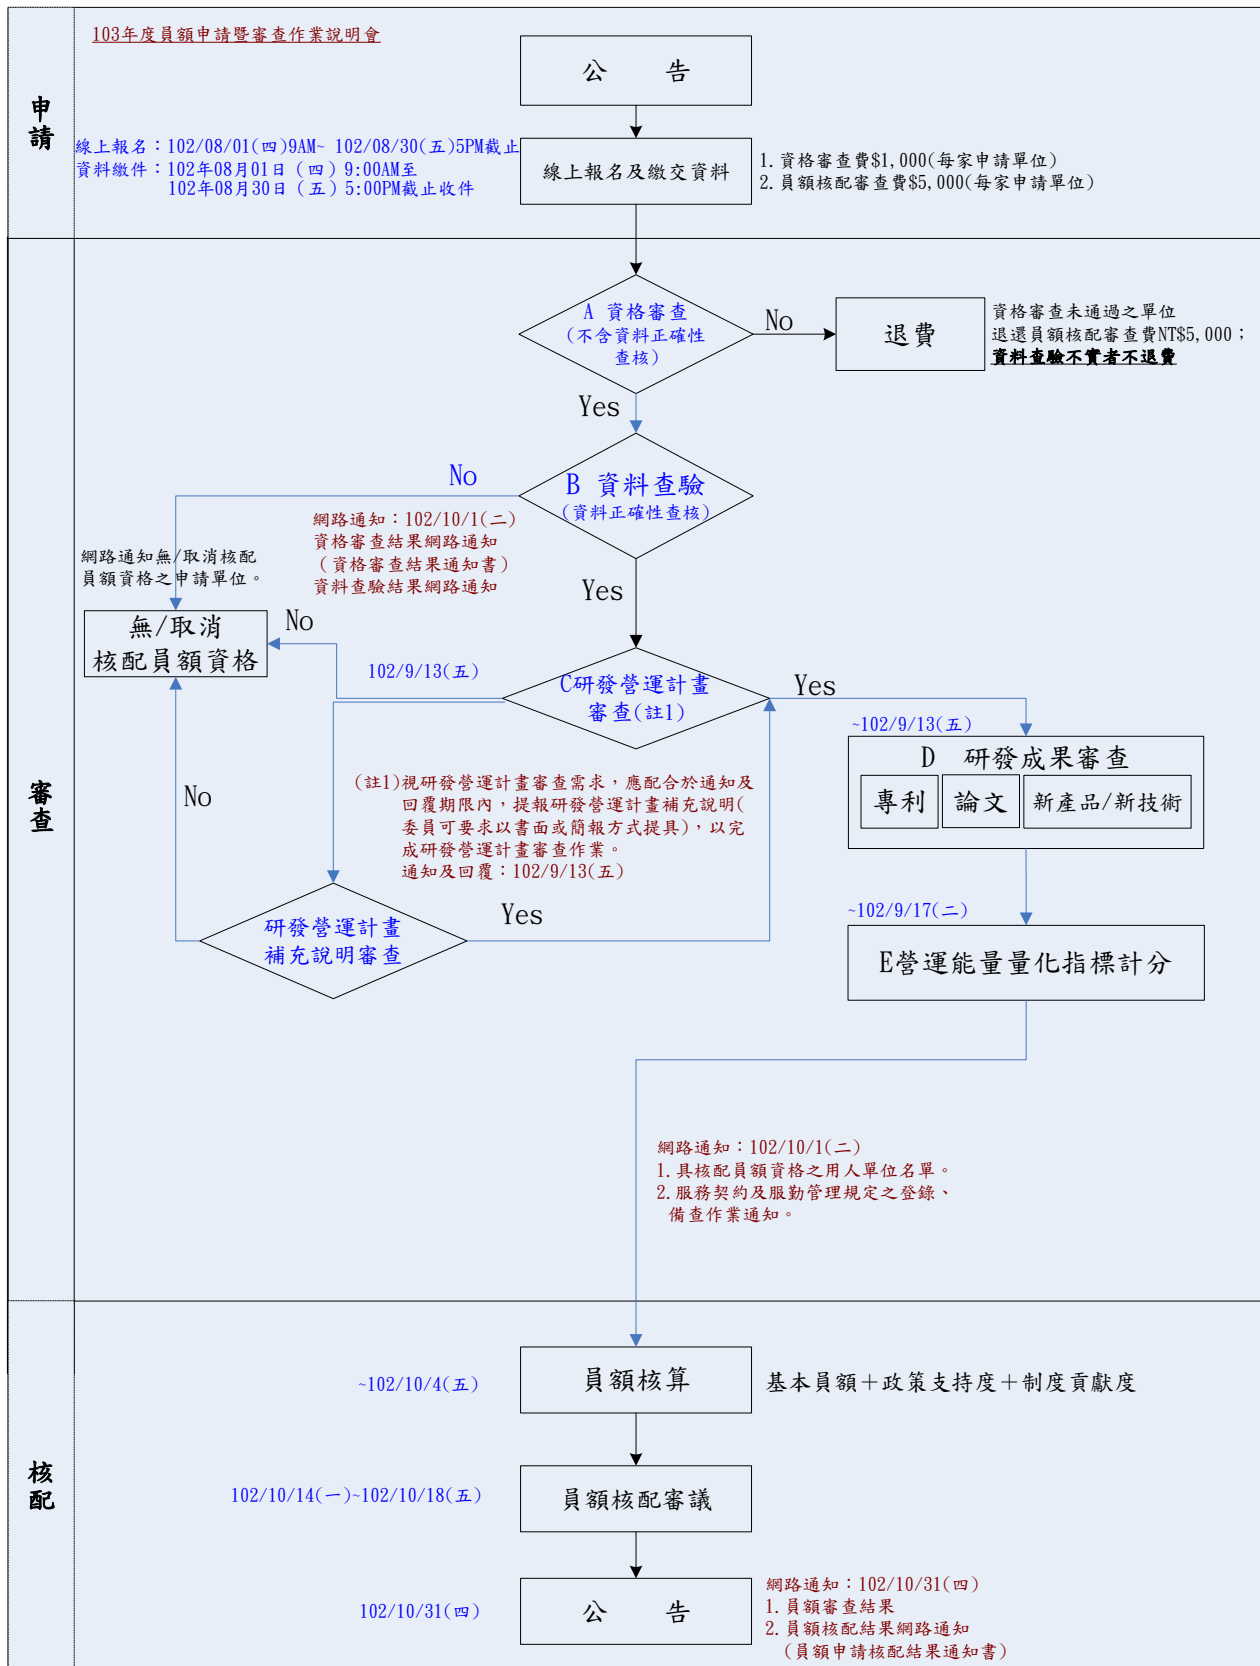 103年度員額申請暨審查作業說明會
申請
公　　告
線上報名：102/08/01(四)9AM~ 102/08/30(五)5PM截止
資料繳件：102年08月01日（四）9:00AM至
102年08月30日（五）5:00PM截止收件
線上報名及繳交資料
1.資格審查費$1,000(每家申請單位)
2.員額核配審查費$5,000(每家申請單位)
審查
A 資格審查
(不含資料正確性
查核)
No
退費
資格審查未通過之單位
退還員額核配審查費NT$5,000；
資料查驗不實者不退費
Yes
B 資料查驗
(資料正確性查核)
No
網路通知：102/10/1(二)
資格審查結果網路通知
（資格審查結果通知書）
資料查驗結果網路通知
網路通知無/取消核配
員額資格之申請單位。
Yes
無/取消
核配員額資格
No
102/9/13(五)
C研發營運計畫
審查(註1)
Yes
~102/9/13(五)
D　研發成果審查
專利
論文
新產品/新技術
No
(註1)視研發營運計畫審查需求，應配合於通知及
回覆期限內，提報研發營運計畫補充說明(
委員可要求以書面或簡報方式提具)，以完
成研發營運計畫審查作業。
通知及回覆：102/9/13(五)
研發營運計畫
補充說明審查
Yes
~102/9/17(二)
E營運能量量化指標計分
網路通知：102/10/1(二)
1.具核配員額資格之用人單位名單。
2.服務契約及服勤管理規定之登錄、
備查作業通知。
核配
~102/10/4(五)
員額核算
基本員額＋政策支持度＋制度貢獻度
102/10/14(一)~102/10/18(五)
員額核配審議
102/10/31(四)
公　　告
網路通知：102/10/31(四)
1.員額審查結果
2.員額核配結果網路通知
（員額申請核配結果通知書）